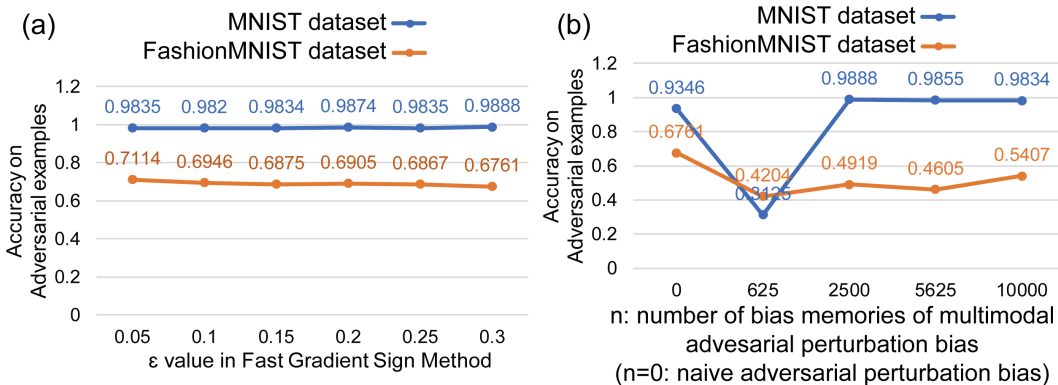 (a)
MNIST dataset
FashionMNIST dataset
Accuracy on
Adversarial examples
1.2
1
0.8
0.6
0.4
0.2
0
0.9835 0.982 0.9834 0.9874 0.9835 0.9888
0.7114 0.6946 0.6875 0.6905 0.6867 0.6761
0.05 0.1 0.15 0.2 0.25 0.3
ε value in Fast Gradient Sign Method
(b)
MNIST dataset
FashionMNIST dataset
Accuracy on
Adversarial examples
1.2
1
0.8
0.6
0.4
0.2
0
0.9346 0.3125 0.9888 0.9855 0.9834
0.6761 0.4204 0.4919 0.4605 0.5407
0 625 2500 5625 10000
n: number of bias memories of multimodal
advesarial perturbation bias
(n=0: naive adversarial perturbation bias)